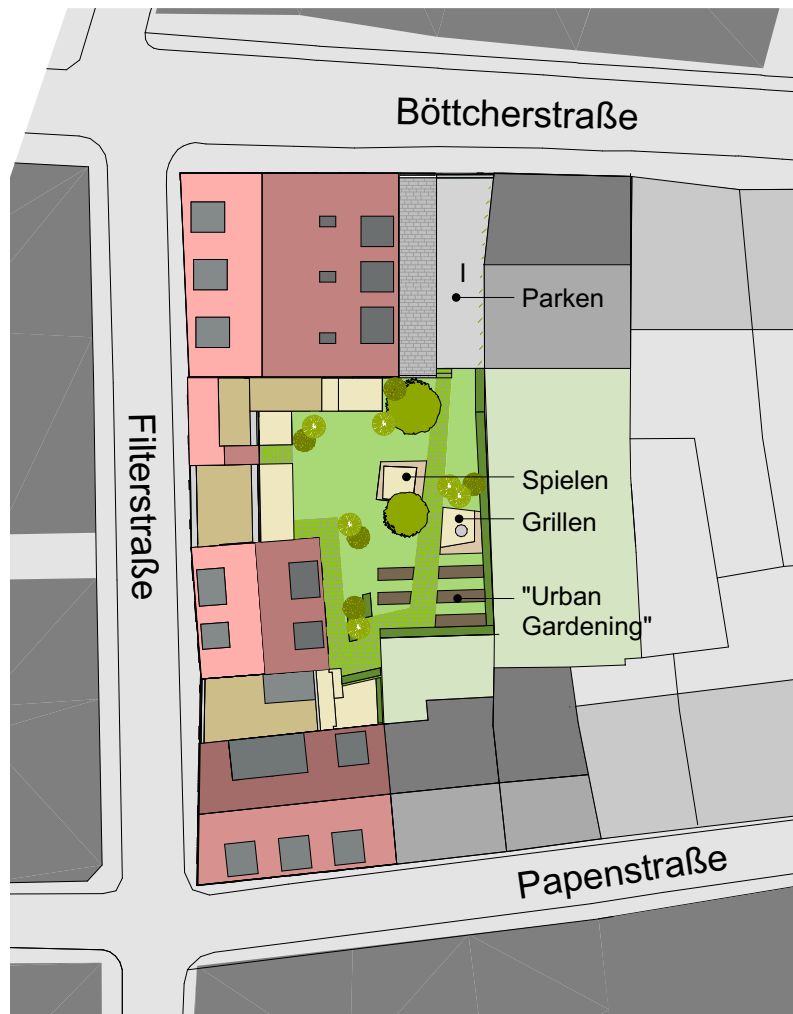 Böttcherstraße
I
Parken
Filterstraße
Spielen
Grillen
"Urban
Gardening"
Papenstraße